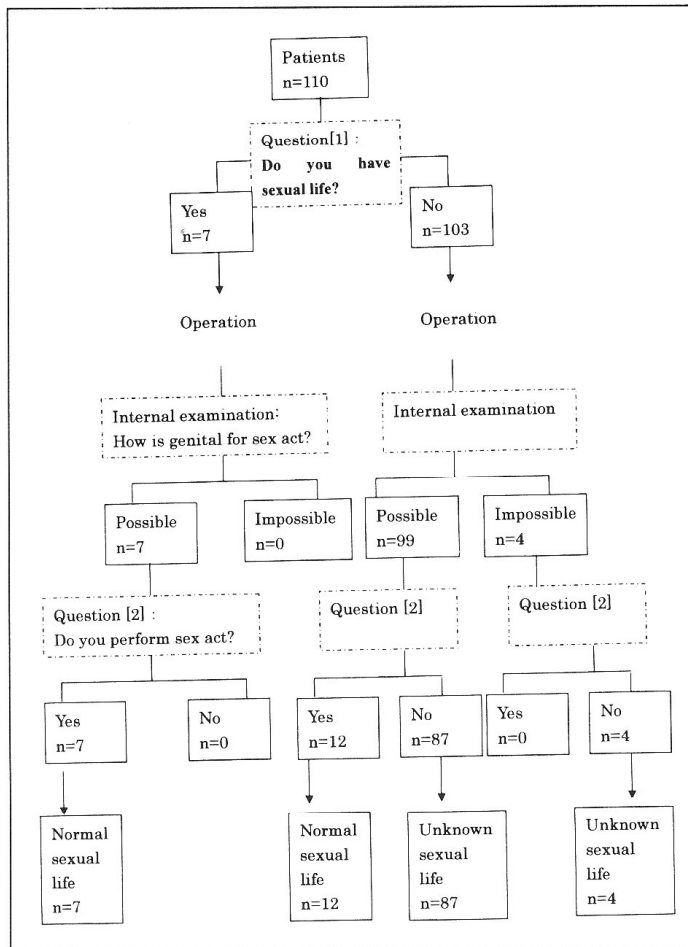 Patients
n=110
Question[1] :
Do you have
sexual life?
Yes
n=7
No
n=103
Operation
Operation
Internal examination:
How is genital for sex act?
Internal examination
Possible
n=7
Impossible
n=0
Possible
n=99
Impossible
n=4
Question [2] :
Do you perform sex act?
Question [2]
Question [2]
Yes
n=7
No
n=0
Yes
n=12
No
n=87
Yes
n=0
No
n=4
Normal
sexual
life
n=7
Normal
sexual
life
n=12
Unknown
sexual
life
n=87
Unknown
sexual
life
n=4